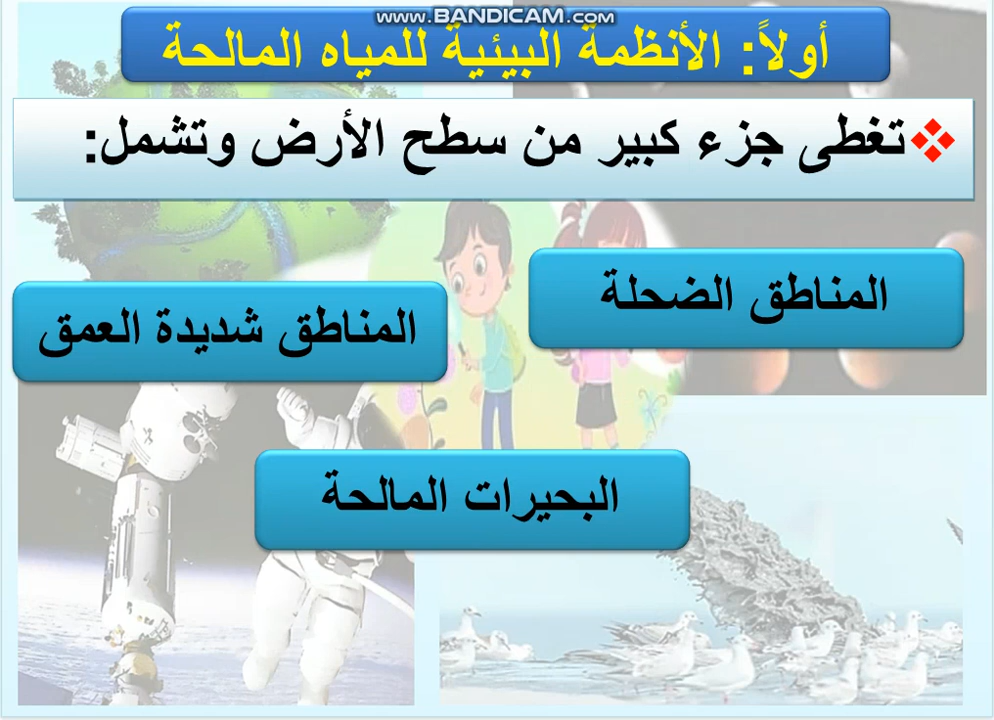 www.BANDICAM.com
أولاً: الأنظمة البيئية للمياه المالحة
تغطى جزء كبير من سطح الأرض وتشمل:
المناطق الضحلة
المناطق شديدة العمق
البحيرات المالحة